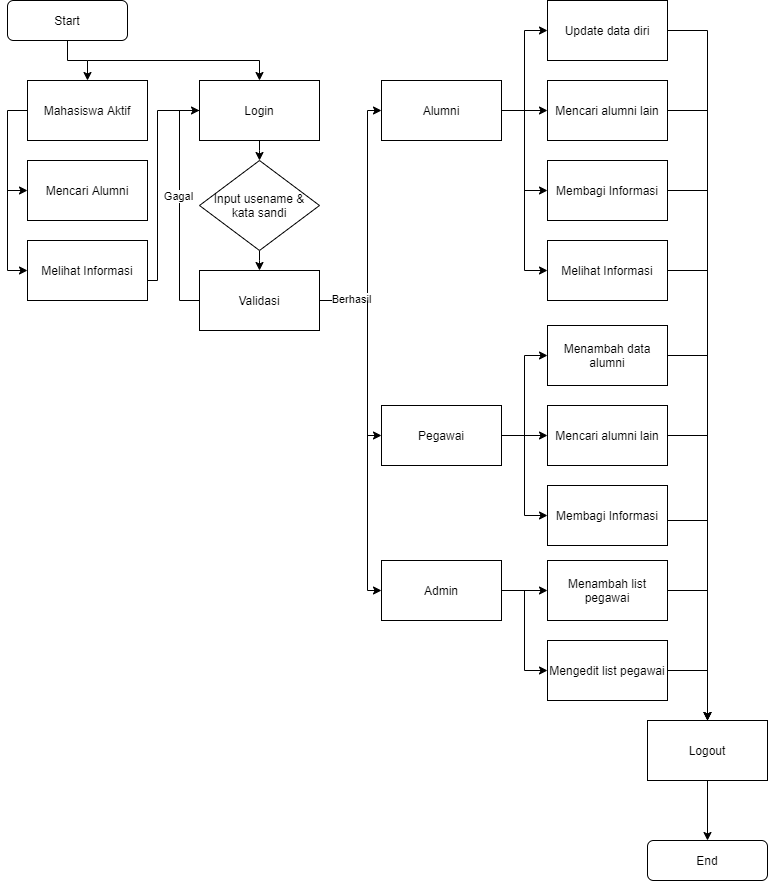 Start
Mahasiswa Aktif
Mencari Alumni
Melihat Informasi
Login
Gagal
Input usename &
kata sandi
Validasi
Berhasil
Alumni
Update data diri
Mencari alumni lain
Membagi Informasi
Melihat Informasi
Pegawai
Menambah data
alumni
Mencari alumni lain
Membagi Informasi
Admin
Menambah list
pegawai
Mengedit list pegawai
Logout
End